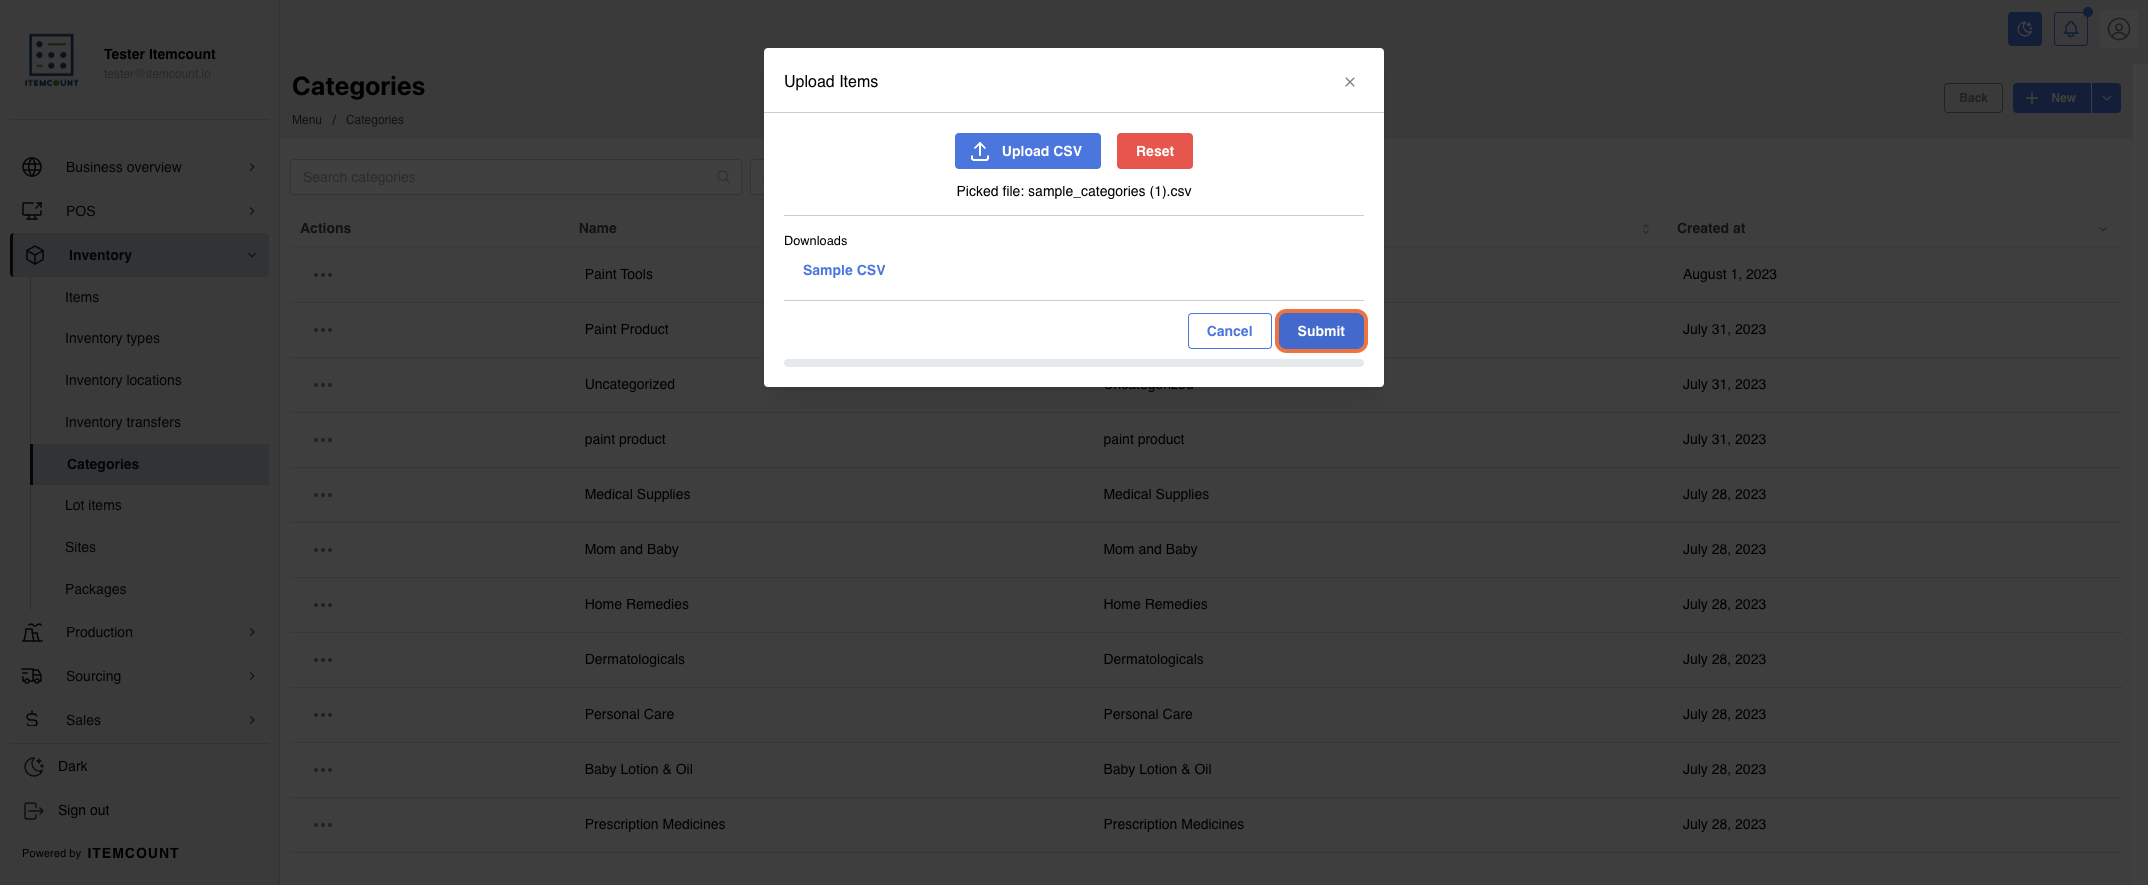 ITEMCOUNT
Tester Itemcount
tester@itemcount.io
Business overview
POS
Inventory
Items
Inventory types
Inventory locations
Inventory transfers
Categories
Lot items
Sites
Packages
Production
Sourcing
Sales
Dark
Sign out
Powered by ITEMCOUNT
Categories
Menu / Categories
Back
+ New
Search categories
Actions Name Created at
Paint Tools August 1, 2023
Paint Product July 31, 2023
Uncategorized Uncategorized July 31, 2023
paint product paint product July 31, 2023
Medical Supplies Medical Supplies July 28, 2023
Mom and Baby Mom and Baby July 28, 2023
Home Remedies Home Remedies July 28, 2023
Dermatologicals Dermatologicals July 28, 2023
Personal Care Personal Care July 28, 2023
Baby Lotion & Oil Baby Lotion & Oil July 28, 2023
Prescription Medicines Prescription Medicines July 28, 2023
Upload Items
Upload CSV Reset
Picked file: sample_categories (1).csv
Downloads
Sample CSV
Cancel Submit